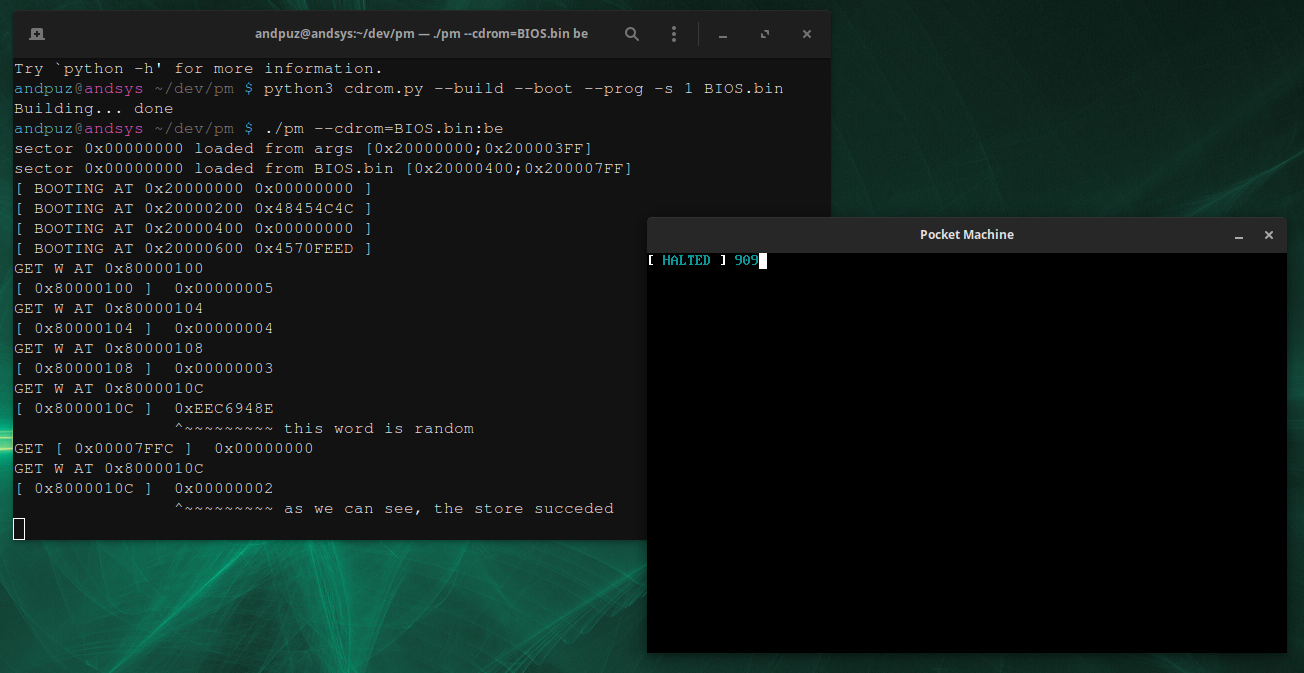 andpuz@andsys:~/dev/pm — ./pm --cdrom=BIOS.bin be
Try `python -h' for more information.
andpuz@andsys ~/dev/pm $ python3 cdrom.py --build --boot --prog -s 1 BIOS.bin
Building... done
andpuz@andsys ~/dev/pm $ ./pm --cdrom=BIOS.bin:be
sector 0x00000000 loaded from args [0x20000000;0x200003FF]
sector 0x00000000 loaded from BIOS.bin [0x20000400;0x200007FF]
[ BOOTING AT 0x20000000 0x00000000 ]
[ BOOTING AT 0x20000200 0x48454C4C ]
[ BOOTING AT 0x20000400 0x00000000 ]
[ BOOTING AT 0x20000600 0x4570FEED ]
GET W AT 0x80000100
[ 0x80000100 ]  0x00000005
GET W AT 0x80000104
[ 0x80000104 ]  0x00000004
GET W AT 0x80000108
[ 0x80000108 ]  0x00000003
GET W AT 0x8000010C
[ 0x8000010C ]  0xEEC6948E
^~~~~~~~~~ this word is random
GET [ 0x00007FFC ]  0x00000000
GET W AT 0x8000010C
[ 0x8000010C ]  0x00000002
^~~~~~~~~~ as we can see, the store succeded
Pocket Machine
[ HALTED ] 909